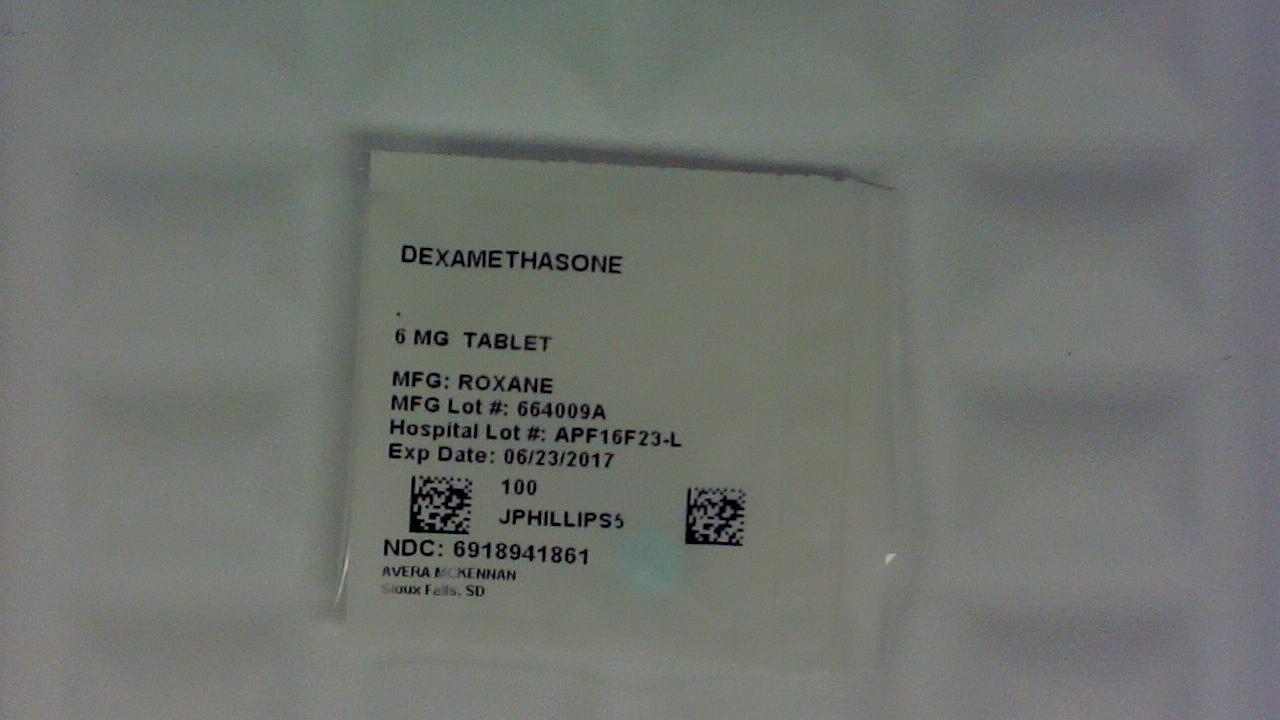 DEXAMETHASONE
6 MG TABLET
MFG: ROXANE
MFG Lot #: 664009A
Hospital Lot #: APF16F23-L
Exp Date: 06/23/2017
100
JPHILLIPS5
NDC: 6918941861
AVERA MCKENNAN
Sioux Falls, SD